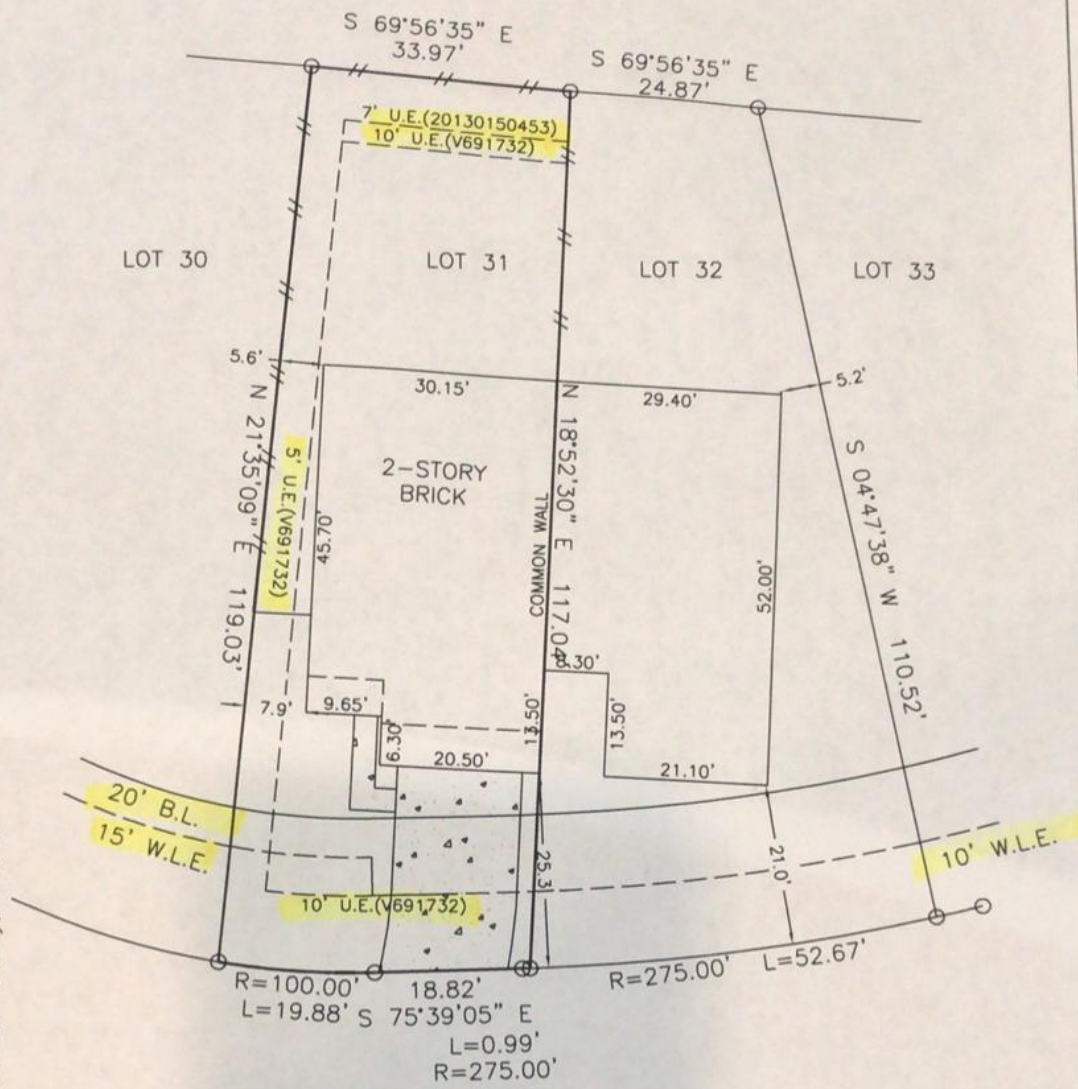 S 69°56'35" E
33.97'
S 69°56'35" E
24.87'
7' U.E.(20130150453)
10' U.E.(V691732)
LOT 30
LOT 31
LOT 32
LOT 33
5.6'
30.15'
29.40'
5.2'
N 21°35'09" E 119.03'
5' U.E.(V691732)
45.70'
2-STORY
BRICK
COMMON WALL
N 18°52'30" E 117.04'
52.00'
S 04°47'38" W 110.52'
8.30'
7.9'
9.65'
6.30'
20.50'
13.50'
13.50'
21.10'
20' B.L.
15' W.L.E.
10' W.L.E.
25.3'
21.0'
10' U.E.(V691732)
R=100.00'
L=19.88'
18.82'
S 75°39'05" E
L=0.99'
R=275.00'
R=275.00'
L=52.67'